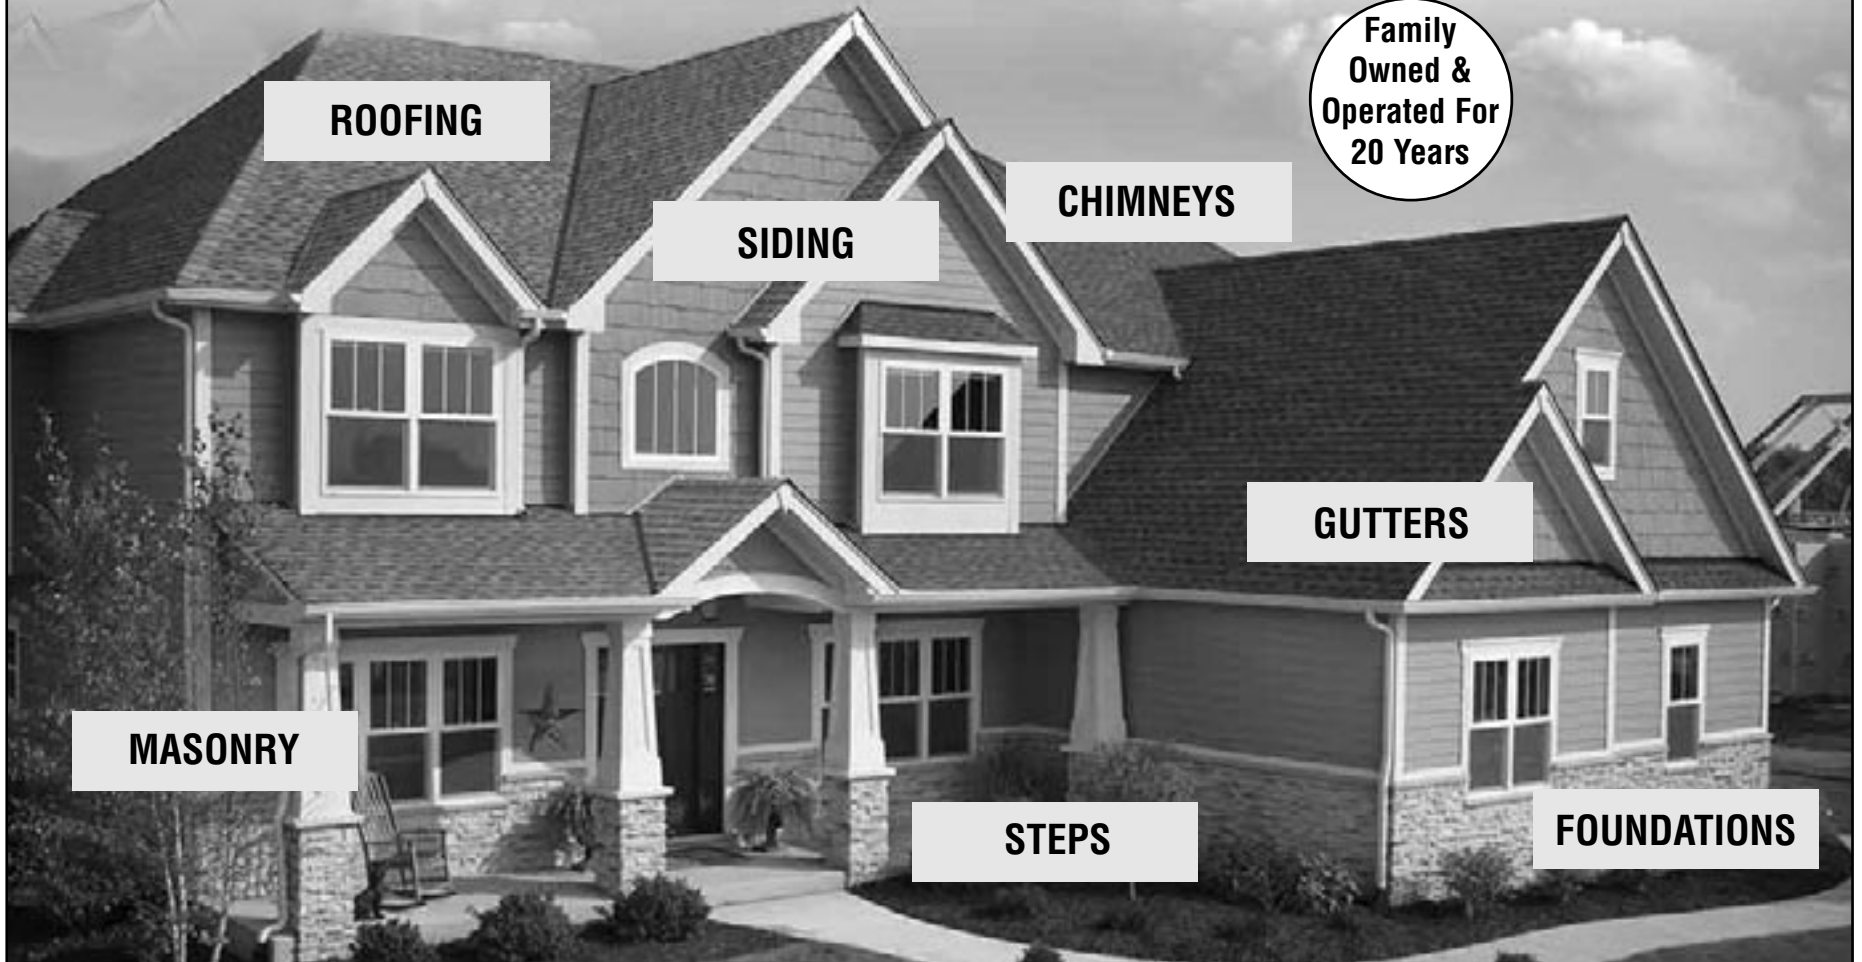 Family
Owned &
Operated For
20 Years
ROOFING
CHIMNEYS
SIDING
GUTTERS
MASONRY
STEPS
FOUNDATIONS